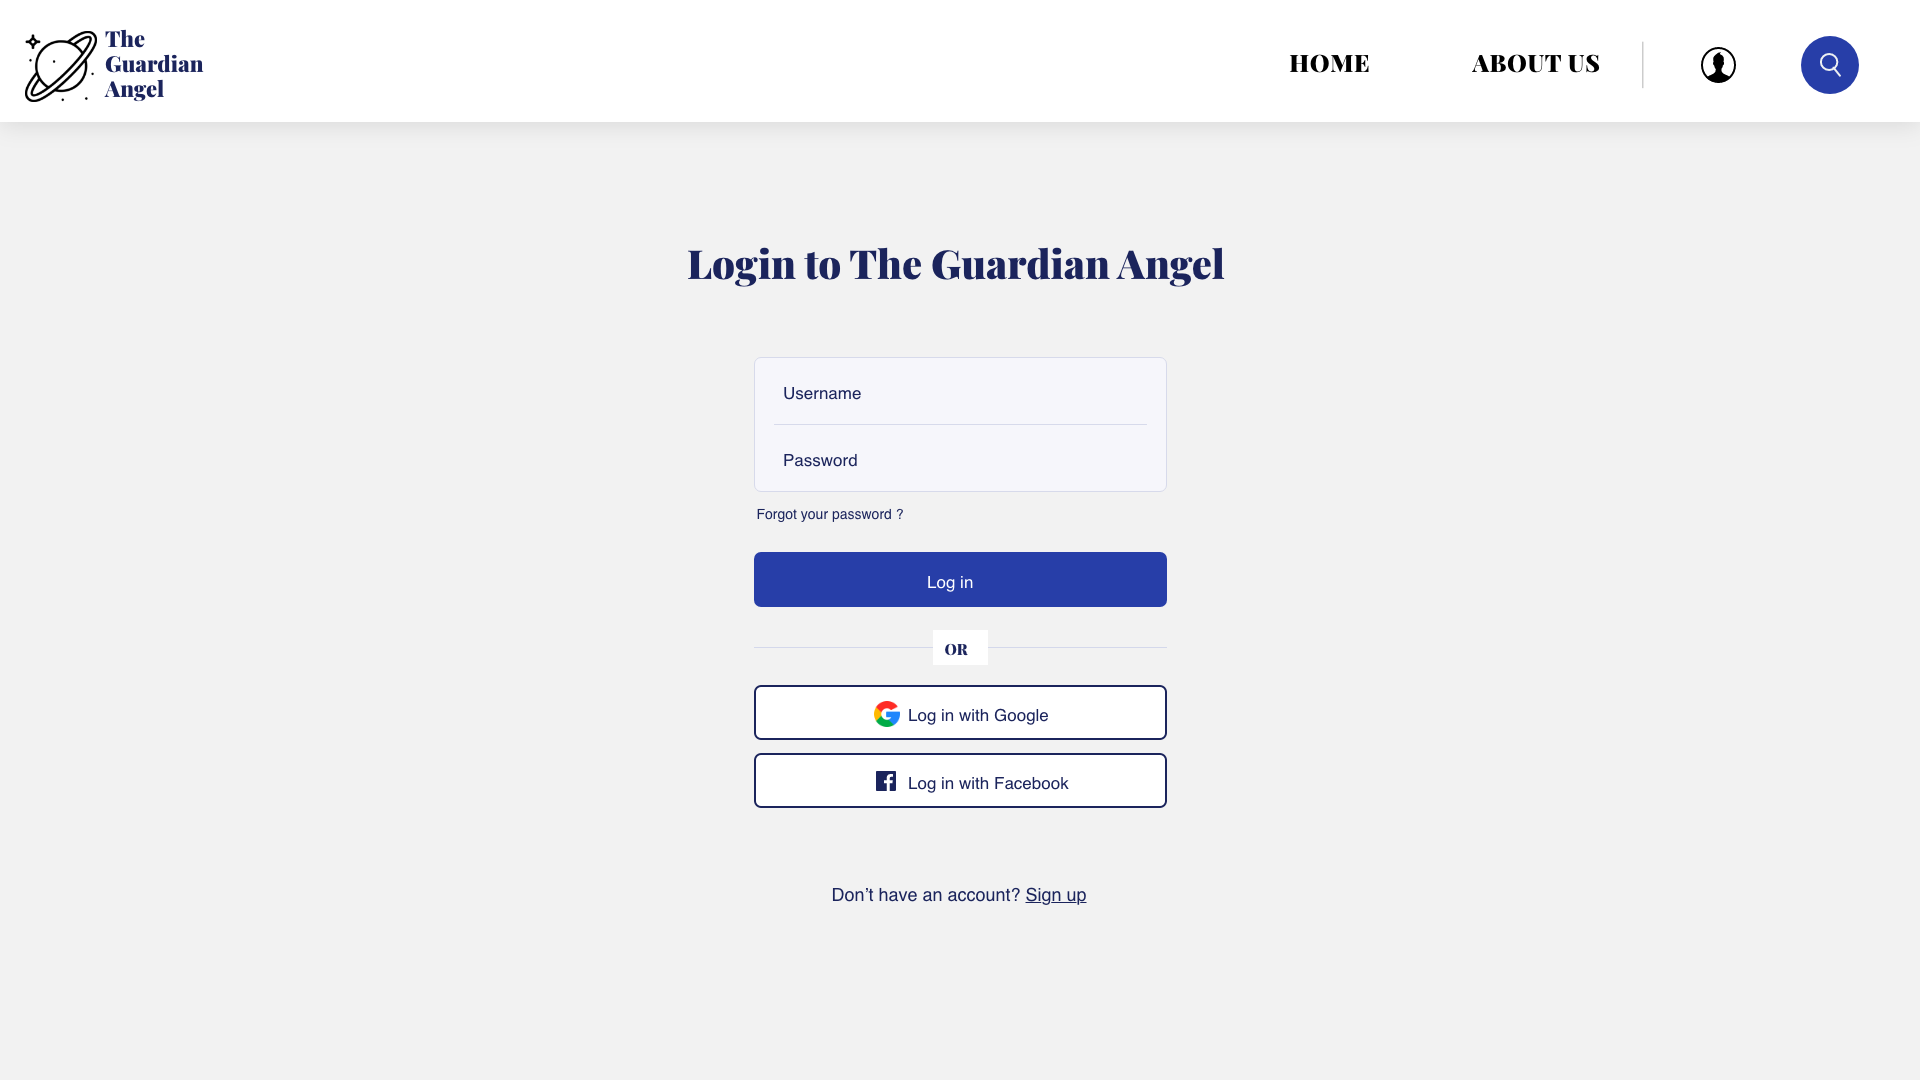 The
Guardian
Angel
HOME
ABOUT US
Login to The Guardian Angel
Username
Password
Forgot your password ?
Log in
OR
Log in with Google
Log in with Facebook
Don’t have an account? Sign up